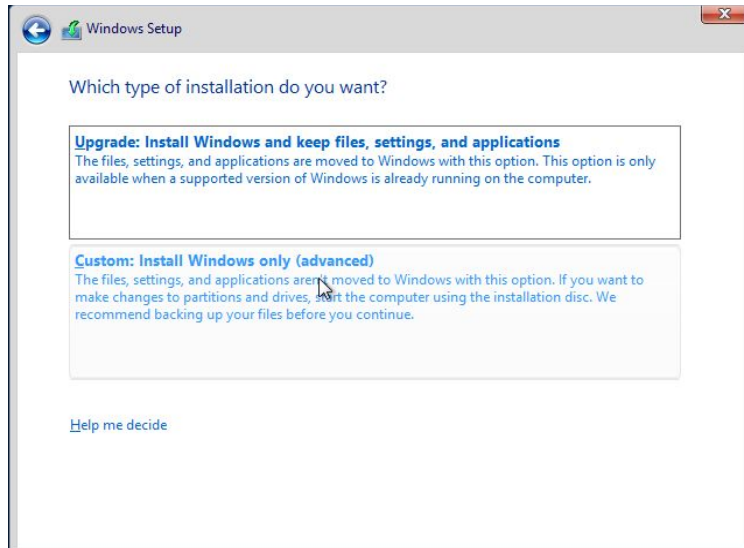 Windows Setup
Which type of installation do you want?
Upgrade: Install Windows and keep files, settings, and applications
The files, settings, and applications are moved to Windows with this option. This option is only
available when a supported version of Windows is already running on the computer.
Custom: Install Windows only (advanced)
The files, settings, and applications aren't moved to Windows with this option. If you want to
make changes to partitions and drives, start the computer using the installation disc. We
recommend backing up your files before you continue.
Help me decide